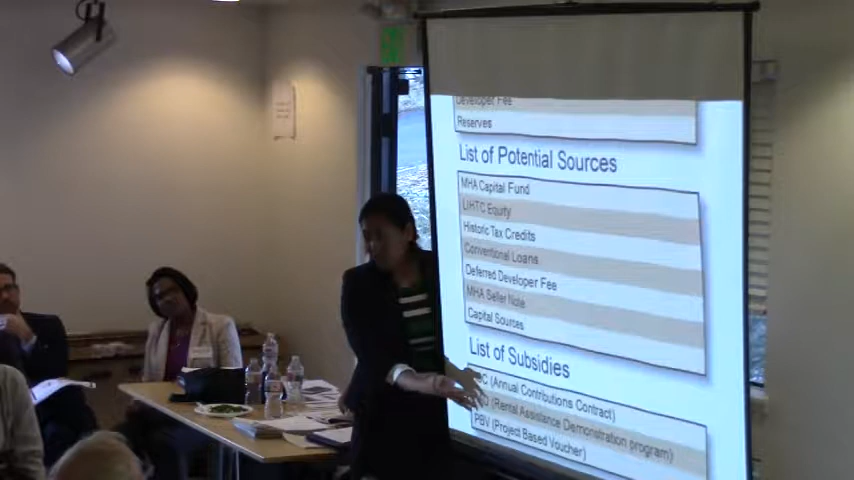 Developer Fee
Reserves
List of Potential Sources
MHA Capital Fund
LIHTC Equity
Historic Tax Credits
Conventional Loans
Deferred Developer Fee
MHA Seller Note
Capital Sources
List of Subsidies
(Annual Contributions Contract)
(Rental Assistance Demonstration program)
PBV (Project Based Voucher)